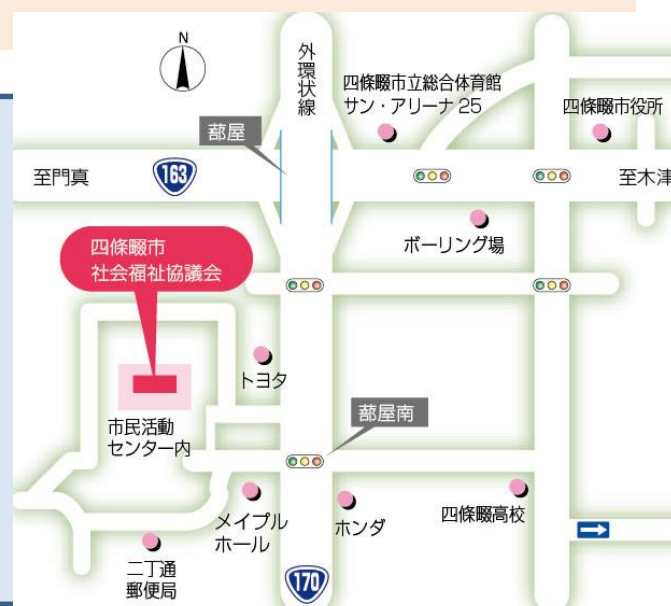 N
外環状線
四條畷市立総合体育館
サン・アリーナ 25
四條畷市役所
蔀屋
至門真
163
至木津
ボーリング場
四條畷市
社会福祉協議会
トヨタ
市民活動
センター内
蔀屋南
メイプル
ホール
ホンダ
四條畷高校
二丁通
郵便局
170